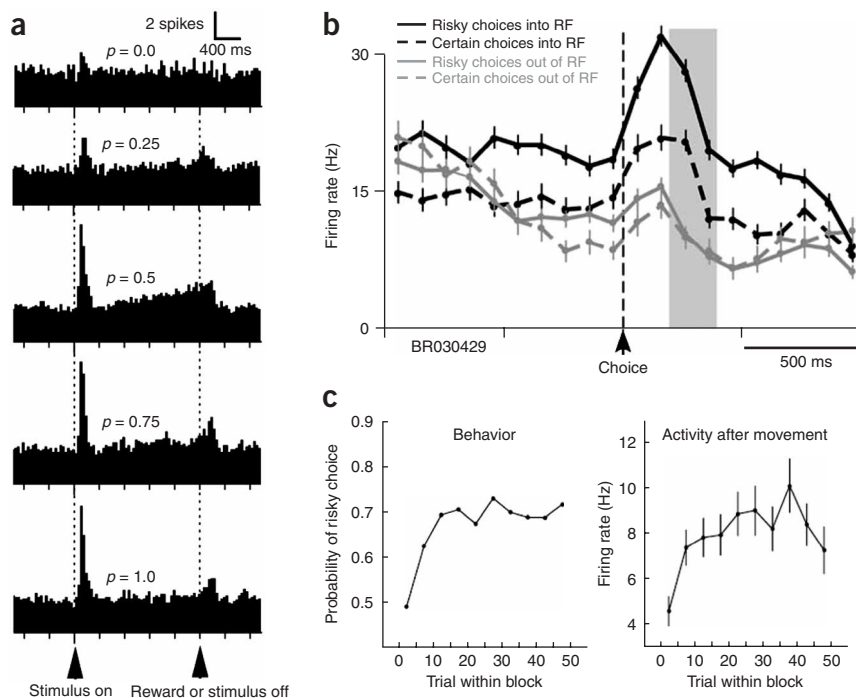 a
2 spikes
400 ms
p = 0.0
p = 0.25
p = 0.5
p = 0.75
p = 1.0
Stimulus on
Reward or stimulus off
b
Risky choices into RF
Certain choices into RF
Risky choices out of RF
Certain choices out of RF
30
15
0
Firing rate (Hz)
BR030429
Choice
500 ms
c
Behavior
0.9
0.8
0.7
0.6
0.5
Probability of risky choice
0 10 20 30 40 50
Trial within block
Activity after movement
12
10
8
6
4
Firing rate (Hz)
0 10 20 30 40 50
Trial within block